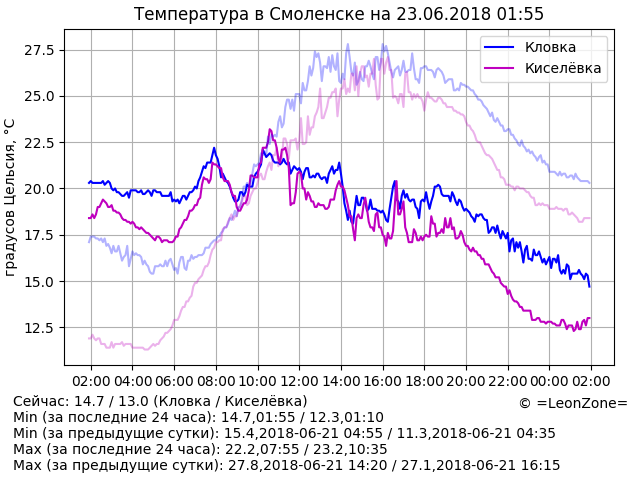 Температура в Смоленске на 23.06.2018 01:55
Кловка
Киселёвка
градусов Цельсия, °C
27.5
25.0
22.5
20.0
17.5
15.0
12.5
02:00 04:00 06:00 08:00 10:00 12:00 14:00 16:00 18:00 20:00 22:00 00:00 02:00
Сейчас: 14.7 / 13.0 (Кловка / Киселёвка)
© =LeonZone=
Min (за последние 24 часа): 14.7,01:55 / 12.3,01:10
Min (за предыдущие сутки): 15.4,2018-06-21 04:55 / 11.3,2018-06-21 04:35
Max (за последние 24 часа): 22.2,07:55 / 23.2,10:35
Max (за предыдущие сутки): 27.8,2018-06-21 14:20 / 27.1,2018-06-21 16:15